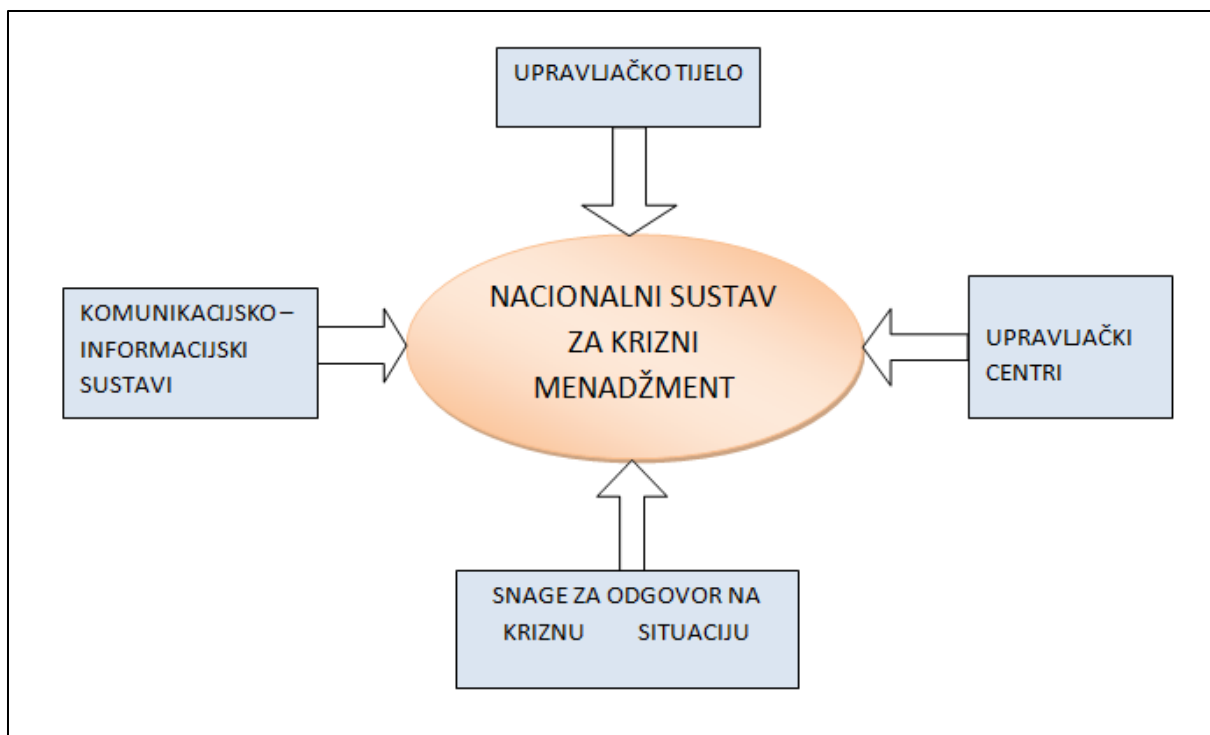 UPRAVLJAČKO TIJELO
KOMUNIKACIJSKO –
INFORMACIJSKI
SUSTAVI
NACIONALNI SUSTAV
ZA KRIZNI
MENADŽMENT
UPRAVLJAČKI
CENTRI
SNAGE ZA ODGOVOR NA
KRIZNU SITUACIJU